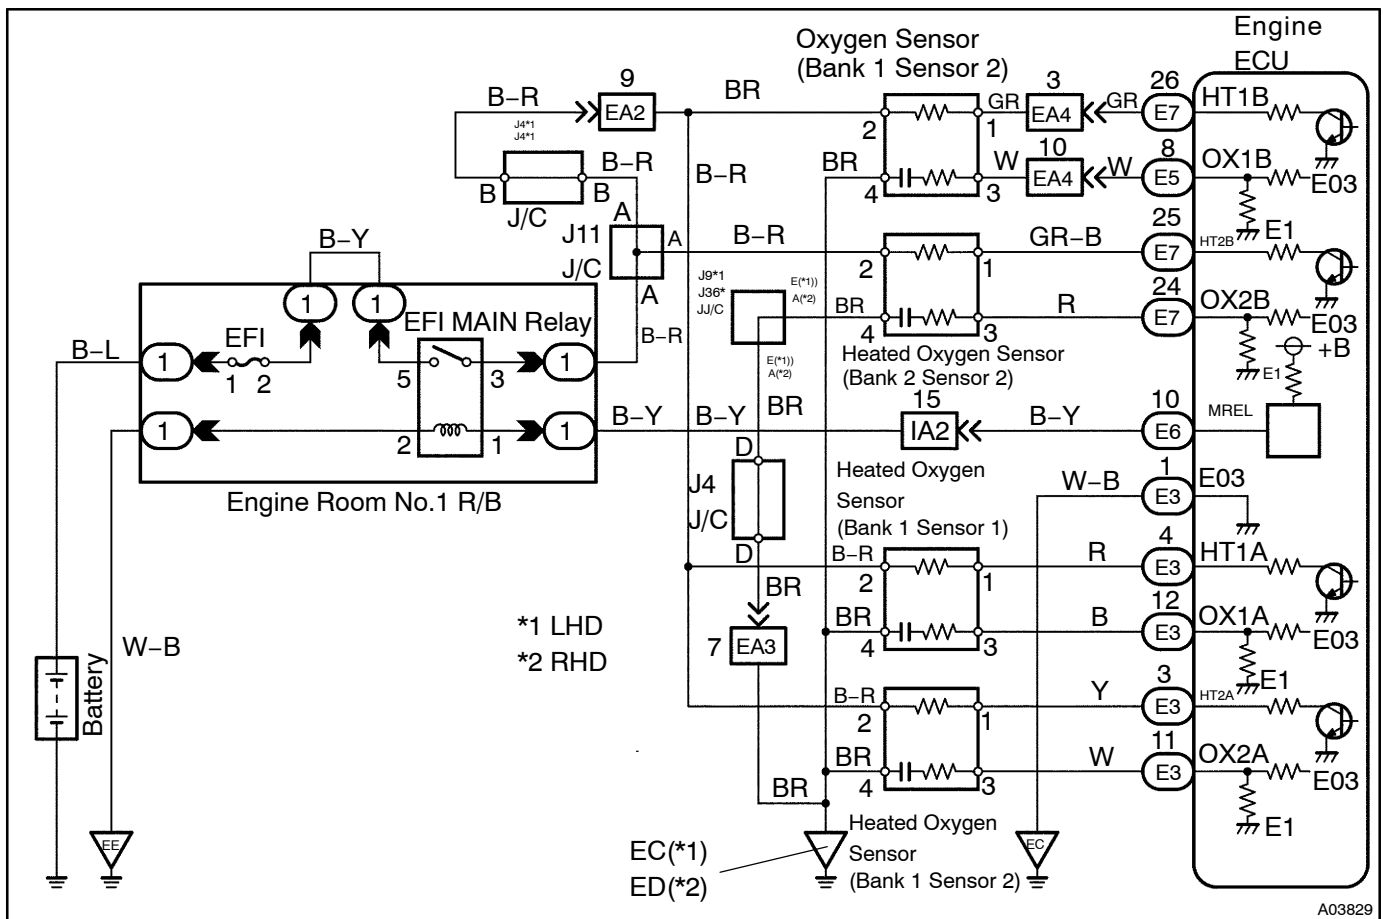 Engine
ECU
Oxygen Sensor
(Bank 1 Sensor 2)
9
B−R
EA2
BR
3
26
GR
EA4
GR
E7
HT1B
2
1
J4*1
J4*1
B−R
B
B
J/C
B−R
BR
W
10
EA4
W
8
E5
OX1B
E03
4
3
E1
A
J11
J/C
A
A
B−R
GR−B
25
E7
HT2B
2
1
B−Y
1
1
J9*1
J36*
JJ/C
E(*1))
A(*2)
BR
R
24
E7
OX2B
E03
4
3
E1
+B
EFI
EFI MAIN Relay
B−R
B−L
1
1 2
5
3
1
E(*1))
A(*2)
Heated Oxygen Sensor
(Bank 2 Sensor 2)
BR
1
2
1
1
B−Y
B−Y
15
IA2
B−Y
10
E6
MREL
Engine Room No.1 R/B
D
J4
J/C
D
Heated Oxygen
Sensor
(Bank 1 Sensor 1)
W−B
1
E3
E03
B−R
2
1
R
4
E3
HT1A
BR
BR
4
3
B
12
E3
OX1A
E03
E1
*1 LHD
*2 RHD
7
EA3
W−B
Battery
B−R
2
1
Y
3
E3
HT2A
BR
4
3
W
11
E3
OX2A
E03
E1
BR
EE
EC(*1)
ED(*2)
Heated Oxygen
Sensor
(Bank 1 Sensor 2)
EC
A03829